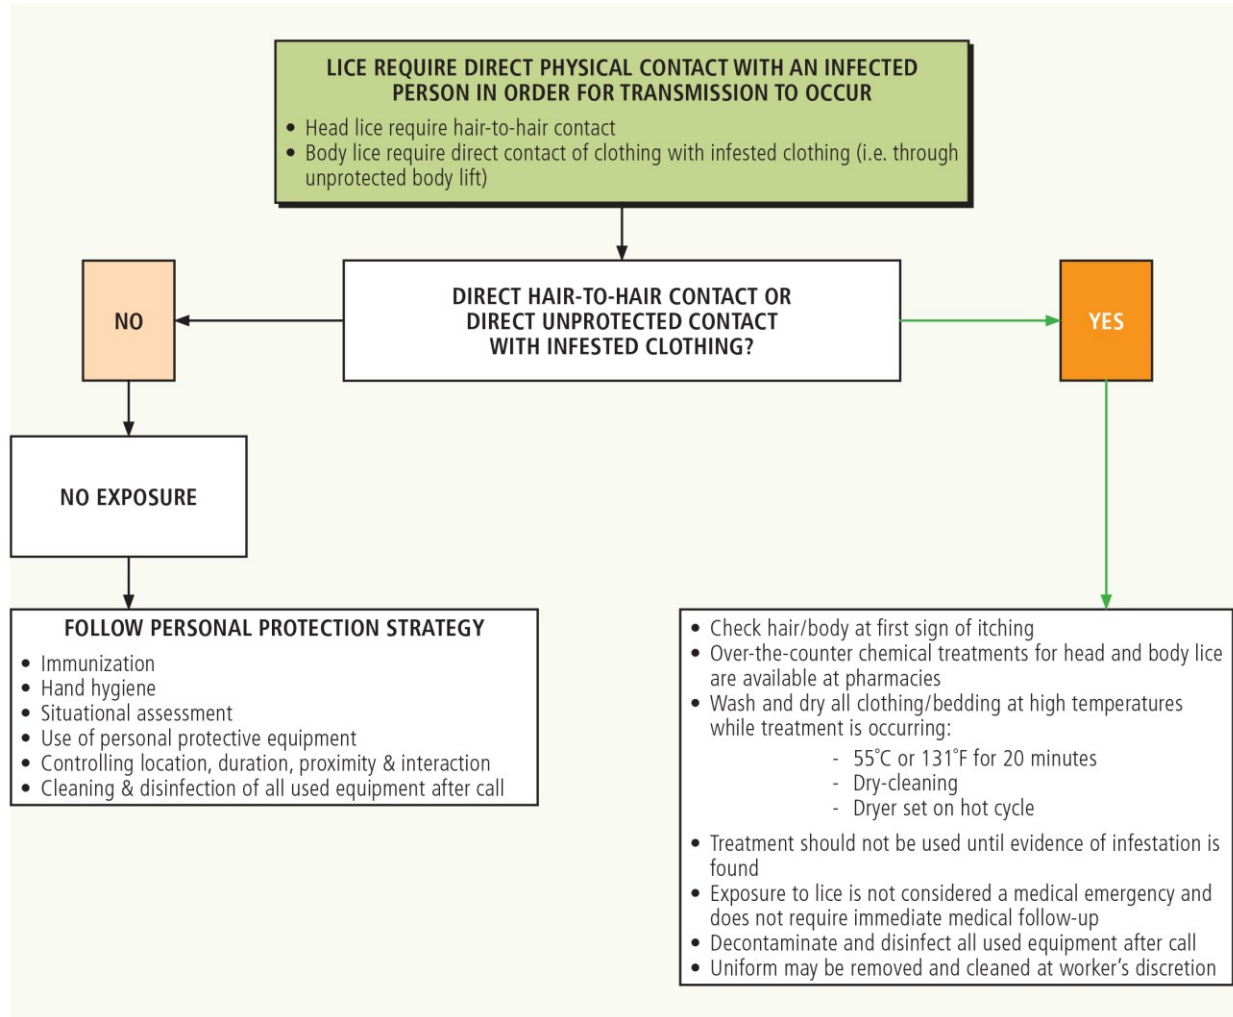 LICE REQUIRE DIRECT PHYSICAL CONTACT WITH AN INFECTED
PERSON IN ORDER FOR TRANSMISSION TO OCCUR
• Head lice require hair-to-hair contact
• Body lice require direct contact of clothing with infested clothing (i.e. through
unprotected body lift)
NO
DIRECT HAIR-TO-HAIR CONTACT OR
DIRECT UNPROTECTED CONTACT
WITH INFESTED CLOTHING?
YES
NO EXPOSURE
FOLLOW PERSONAL PROTECTION STRATEGY
• Immunization
• Hand hygiene
• Situational assessment
• Use of personal protective equipment
• Controlling location, duration, proximity & interaction
• Cleaning & disinfection of all used equipment after call
• Check hair/body at first sign of itching
• Over-the-counter chemical treatments for head and body lice
are available at pharmacies
• Wash and dry all clothing/bedding at high temperatures
while treatment is occurring:
- 55˚C or 131˚F for 20 minutes
- Dry-cleaning
- Dryer set on hot cycle
• Treatment should not be used until evidence of infestation is
found
• Exposure to lice is not considered a medical emergency and
does not require immediate medical follow-up
• Decontaminate and disinfect all used equipment after call
• Uniform may be removed and cleaned at worker's discretion